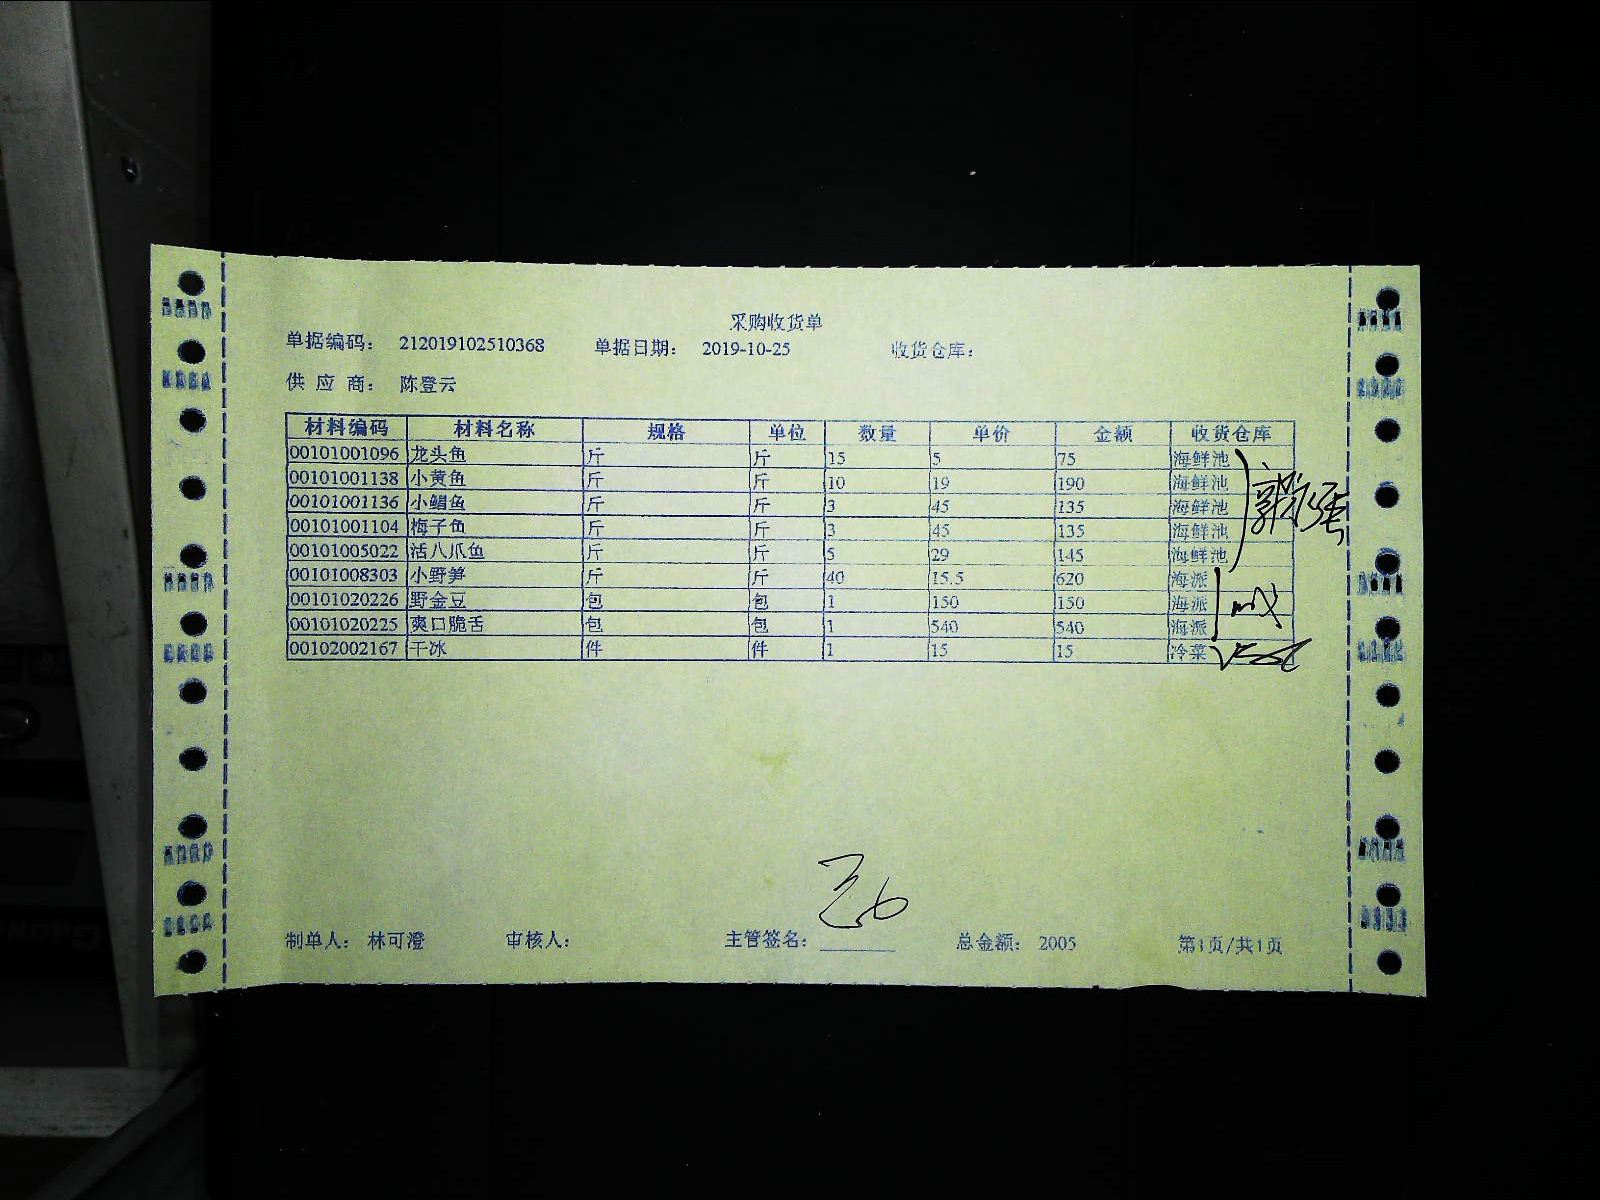 采购收货单
单据编码： 212019102510368 单据日期： 2019-10-25 收货仓库：
供 应 商： 陈登云
材料编码 材料名称 规格 单位 数量 单价 金额 收货仓库
00101001096 龙头鱼 斤 斤 15 5 75 海鲜池
00101001138 小黄鱼 斤 斤 10 19 190 海鲜池
00101001136 小鲳鱼 斤 斤 3 45 135 海鲜池
00101001104 梅子鱼 斤 斤 3 45 135 海鲜池
00101005022 活八爪鱼 斤 斤 5 29 145 海鲜池
00101008303 小野笋 斤 斤 40 15.5 620 海派
00101020226 野金豆 包 包 1 150 150 海派
00101020225 爽口脆舌 包 包 1 540 540 海派
00102002167 干冰 件 件 1 15 15 冷菜
制单人： 林可澄 审核人： 主管签名： 总金额： 2005 第1页/共1页